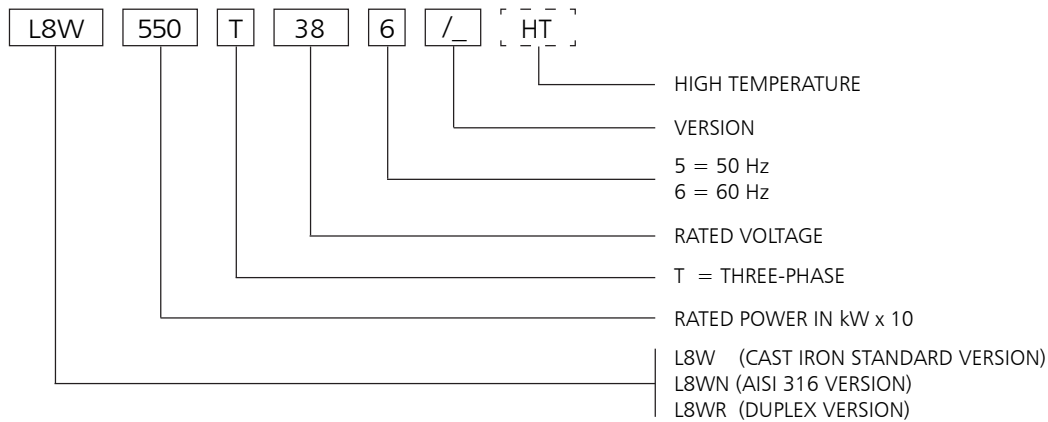 L8W 550 T 38 6 /_ HT
HIGH TEMPERATURE
VERSION
5 = 50 Hz
6 = 60 Hz
RATED VOLTAGE
T = THREE-PHASE
RATED POWER IN kW x 10
L8W (CAST IRON STANDARD VERSION)
L8WN (AISI 316 VERSION)
L8WR (DUPLEX VERSION)